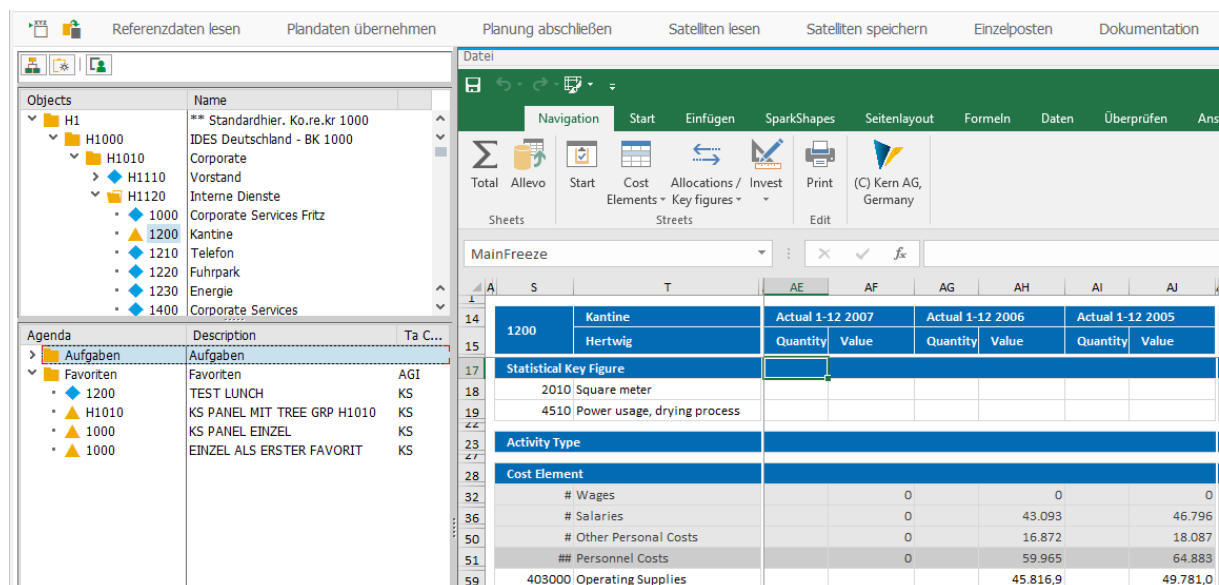 XYZ
Referenzdaten lesen Plandaten übernehmen Planung abschließen Satelliten lesen Satelliten speichern Einzelposten Dokumentation
Datei
Objects Name
H1 ** Standardhier. Ko.re.kr 1000
H1000 IDES Deutschland - BK 1000
H1010 Corporate
H1110 Vorstand
H1120 Interne Dienste
1000 Corporate Services Fritz
1200 Kantine
1210 Telefon
1220 Fuhrpark
1230 Energie
1400 Corporate Services
Agenda Description Ta C...
Aufgaben Aufgaben
Favoriten Favoriten AGI
1200 TEST LUNCH KS
H1010 KS PANEL MIT TREE GRP H1010 KS
1000 KS PANEL EINZEL KS
1000 EINZEL ALS ERSTER FAVORIT KS
Navigation Start Einfügen SparkShapes Seitenlayout Formeln Daten Überprüfen Ans
Total Allevo Start Cost Elements Allocations / Key figures Invest Print (C) Kern AG, Germany
Sheets Streets Edit
MainFreeze fx
A S T AE AF AG AH AI AJ
1
14 1200 Kantine Actual 1-12 2007 Actual 1-12 2006 Actual 1-12 2005
15 Hertwig Quantity Value Quantity Value Quantity Value
17 Statistical Key Figure
18 2010 Square meter
19 4510 Power usage, drying process
22
23 Activity Type
27
28 Cost Element
32 # Wages 0 0 0
36 # Salaries 0 43.093 46.796
50 # Other Personal Costs 0 16.872 18.087
51 ## Personnel Costs 0 59.965 64.883
59 403000 Operating Supplies 45.816,9 49.781,0